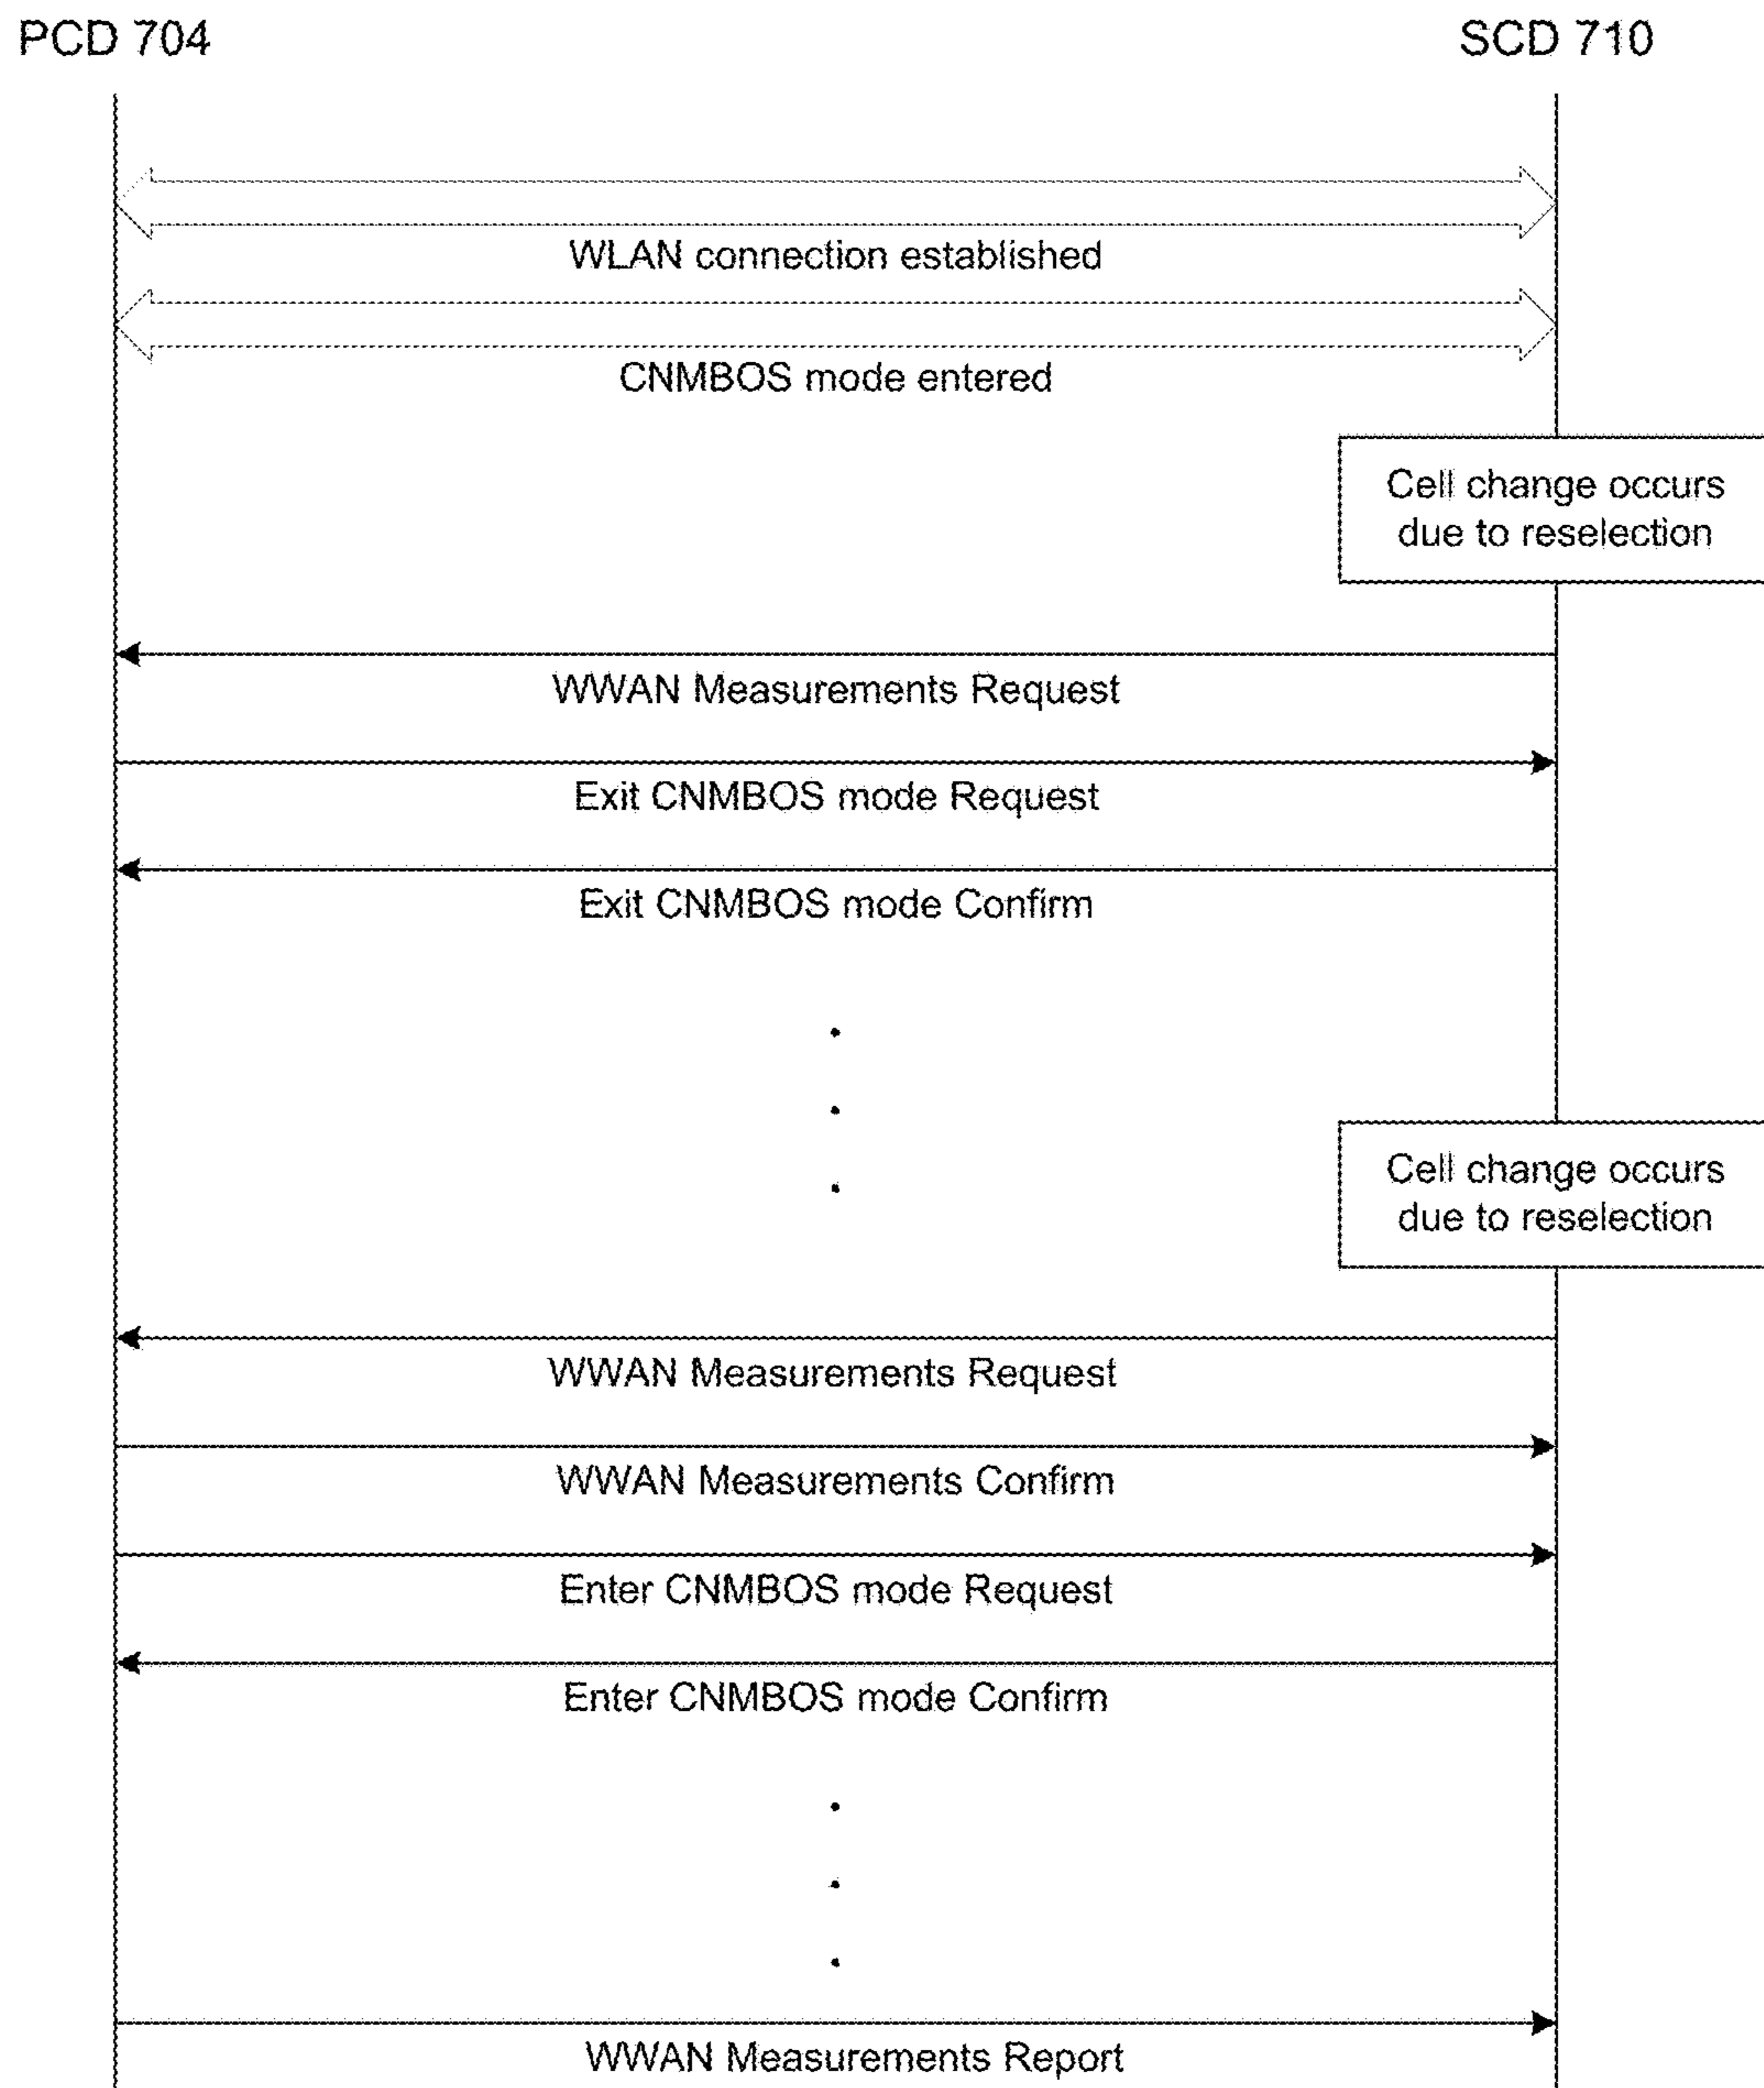 PCD 704
SCD 710
WLAN connection established
CNMBOS mode entered
Cell change occurs
due to reselection
WWAN Measurements Request
Exit CNMBOS mode Request
Exit CNMBOS mode Confirm
Cell change occurs
due to reselection
WWAN Measurements Request
WWAN Measurements Confirm
Enter CNMBOS mode Request
Enter CNMBOS mode Confirm
WWAN Measurements Report